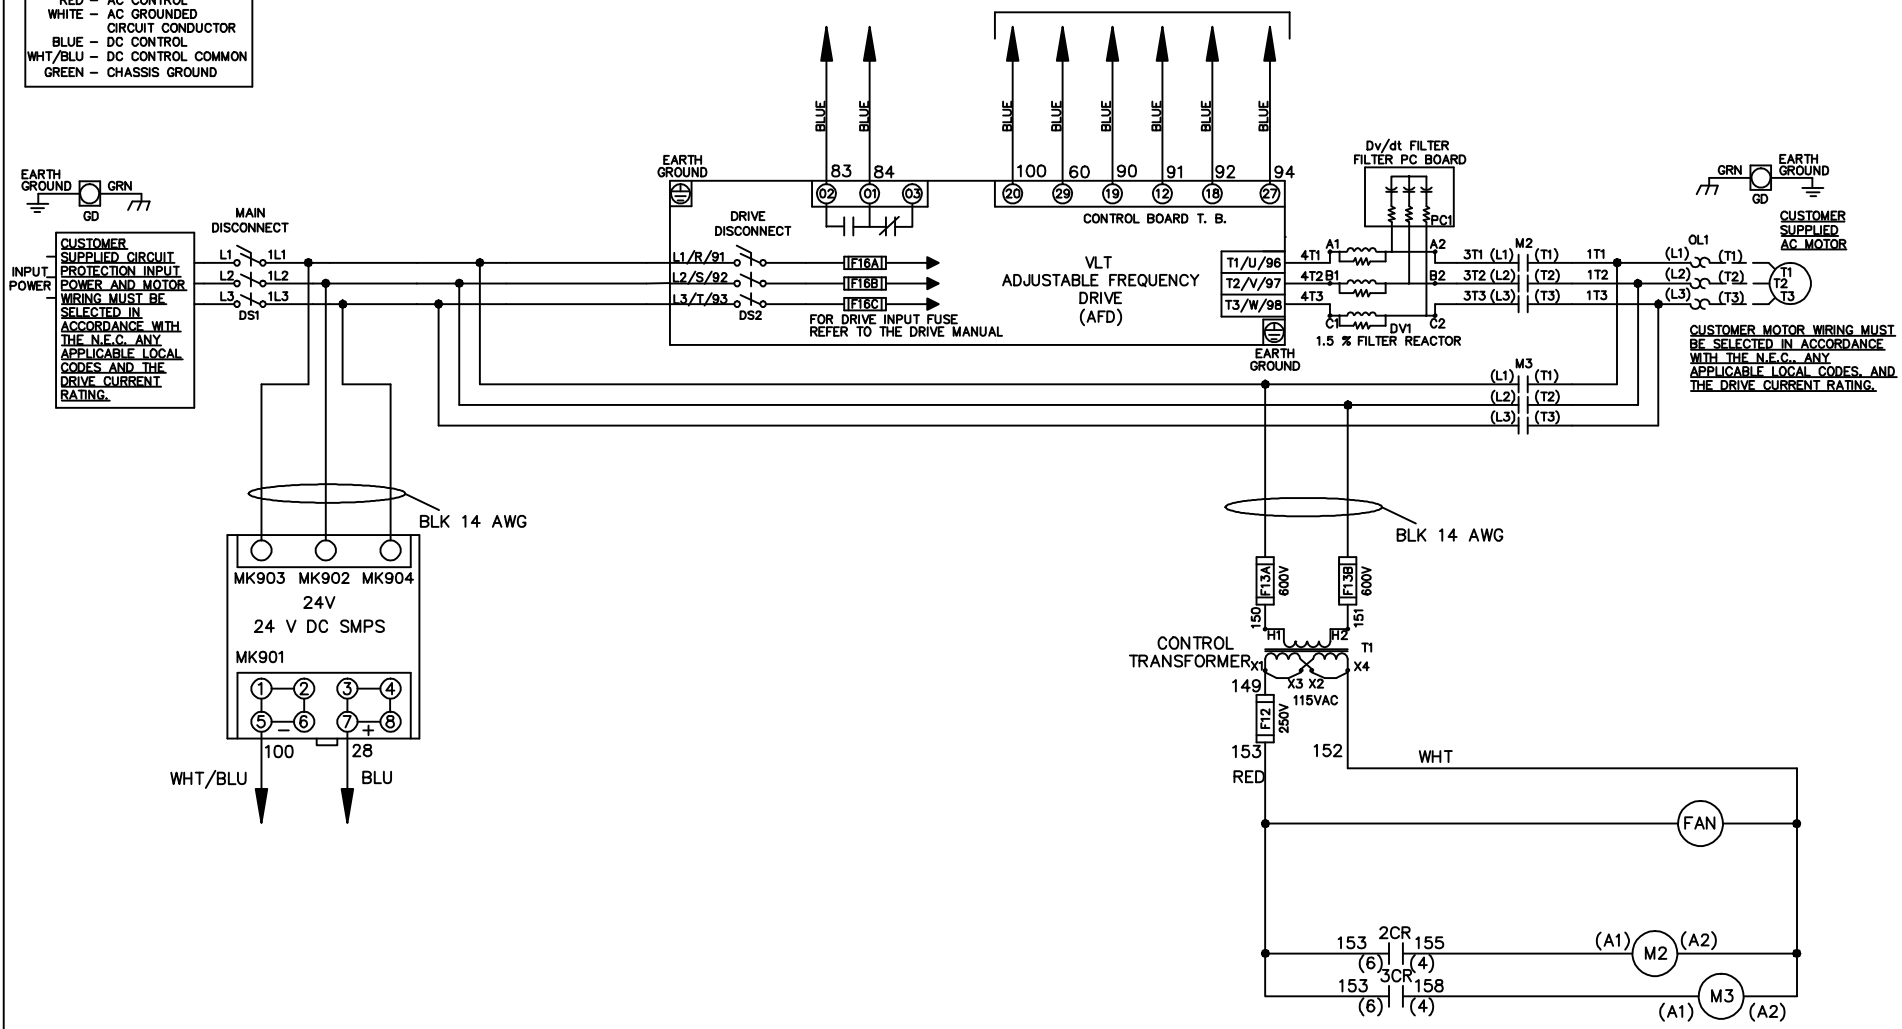 RED – AC CONTROL
WHITE – AC GROUNDED
CIRCUIT CONDUCTOR
BLUE – DC CONTROL
WHT/BLU – DC CONTROL COMMON
GREEN – CHASSIS GROUND
BLUE
BLUE
BLUE
BLUE
BLUE
BLUE
BLUE
BLUE
EARTH
GROUND
GRN
GD
MAIN
DISCONNECT
CUSTOMER
SUPPLIED CIRCUIT
PROTECTION INPUT
POWER AND MOTOR
WIRING MUST BE
SELECTED IN
ACCORDANCE WITH
THE N.E.C. ANY
APPLICABLE LOCAL
CODES AND THE
DRIVE CURRENT
RATING.
INPUT
POWER
L1 1L1
L2 1L2
L3 1L3
DS1
EARTH
GROUND
83 84
02 01 03
100 60 90 91 92 94
20 29 19 12 18 27
CONTROL BOARD T. B.
DRIVE
DISCONNECT
L1/R/91
L2/S/92
L3/T/93
DS2
F16A
F16B
F16C
FOR DRIVE INPUT FUSE
REFER TO THE DRIVE MANUAL
VLT
ADJUSTABLE FREQUENCY
DRIVE
(AFD)
T1/U/96
T2/V/97
T3/W/98
EARTH
GROUND
Dv/dt FILTER
FILTER PC BOARD
PC1
4T1 A1 A2
4T2 B1 B2
4T3 C1 C2
DV1
1.5 % FILTER REACTOR
M2
3T1 (L1) (T1) 1T1
3T2 (L2) (T2) 1T2
3T3 (L3) (T3) 1T3
OL1
(L1) (T1)
(L2) (T2)
(L3) (T3)
T1
T2
T3
GRN
GD
EARTH
GROUND
CUSTOMER
SUPPLIED
AC MOTOR
CUSTOMER MOTOR WIRING MUST
BE SELECTED IN ACCORDANCE
WITH THE N.E.C., ANY
APPLICABLE LOCAL CODES, AND
THE DRIVE CURRENT RATING.
M3
(L1) (T1)
(L2) (T2)
(L3) (T3)
BLK 14 AWG
MK903 MK902 MK904
24V
24 V DC SMPS
MK901
1 2 3 4
5 6 7 8
– +
100 28
WHT/BLU BLU
BLK 14 AWG
F13A 600V
F13B 600V
150 151
H1 H2
T1
CONTROL
TRANSFORMER
X1 X4
X3 X2
115VAC
149
F12 250V
153 152
RED
WHT
FAN
2CR
153 155
(6) (4)
(A1) M2 (A2)
3CR
153 158
(6) (4)
(A1) M3 (A2)